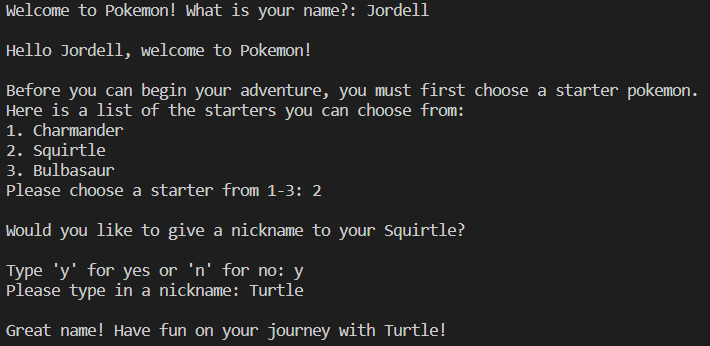 Welcome to Pokemon! What is your name?: Jordell
Hello Jordell, welcome to Pokemon!
Before you can begin your adventure, you must first choose a starter pokemon.
Here is a list of the starters you can choose from:
1. Charmander
2. Squirtle
3. Bulbasaur
Please choose a starter from 1-3: 2
Would you like to give a nickname to your Squirtle?
Type 'y' for yes or 'n' for no: y
Please type in a nickname: Turtle
Great name! Have fun on your journey with Turtle!